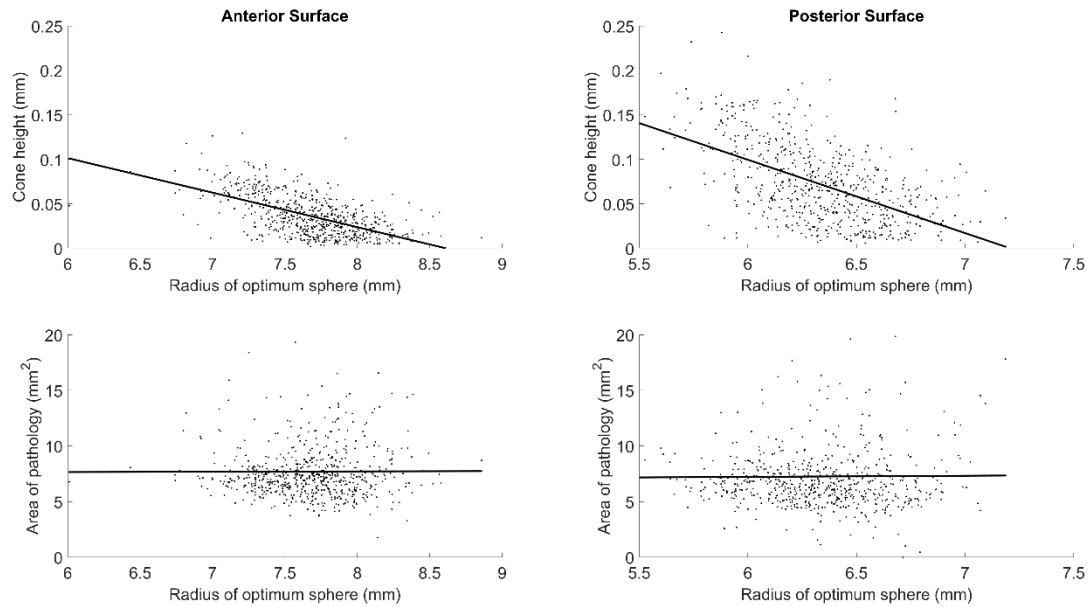 Anterior Surface
0.25
0.2
0.15
0.1
0.05
0
Cone height (mm)
6 6.5 7 7.5 8 8.5 9
Radius of optimum sphere (mm)
Posterior Surface
0.25
0.2
0.15
0.1
0.05
0
Cone height (mm)
5.5 6 6.5 7 7.5
Radius of optimum sphere (mm)
20
15
10
5
0
Area of pathology (mm²)
6 6.5 7 7.5 8 8.5 9
Radius of optimum sphere (mm)
20
15
10
5
0
Area of pathology (mm²)
5.5 6 6.5 7 7.5
Radius of optimum sphere (mm)